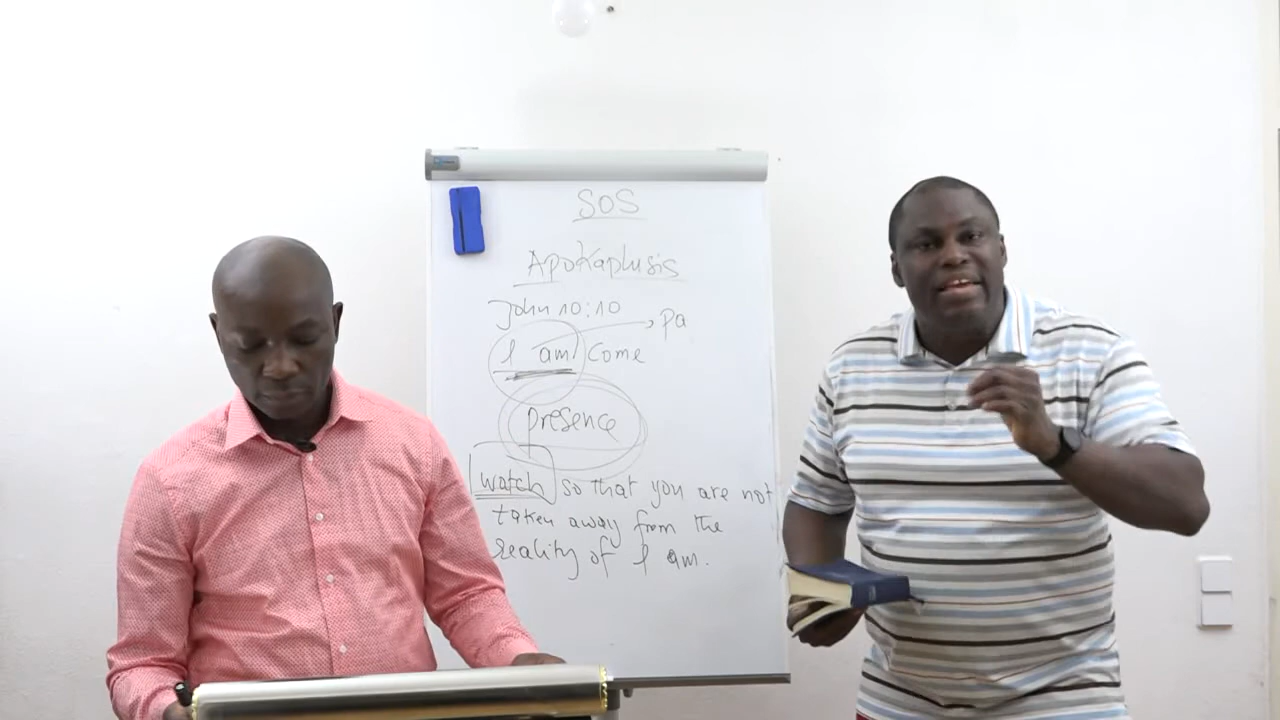 SOS
Apokaplusis
John 10:10
I am Come → pa
presence
watch so that you are not
taken away from the
reality of I am.